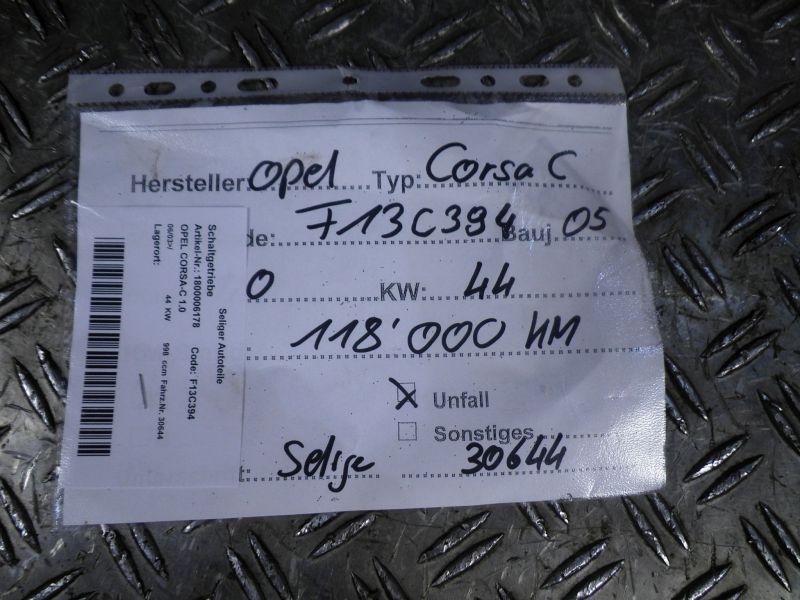 Hersteller: Opel Typ: Corsa C
de: F13C394 Bauj. 05
0 KW: 44
118'000 KM
Unfall
Sonstiges
Selige 30644
Seliger Autoteile
Schaltgetriebe
Artikel-Nr.: 1800006178 Code: F13C394
OPEL CORSA-C 1.0
44 KW 998 ccm Fahrz.Nr. 30644
Lagerort: